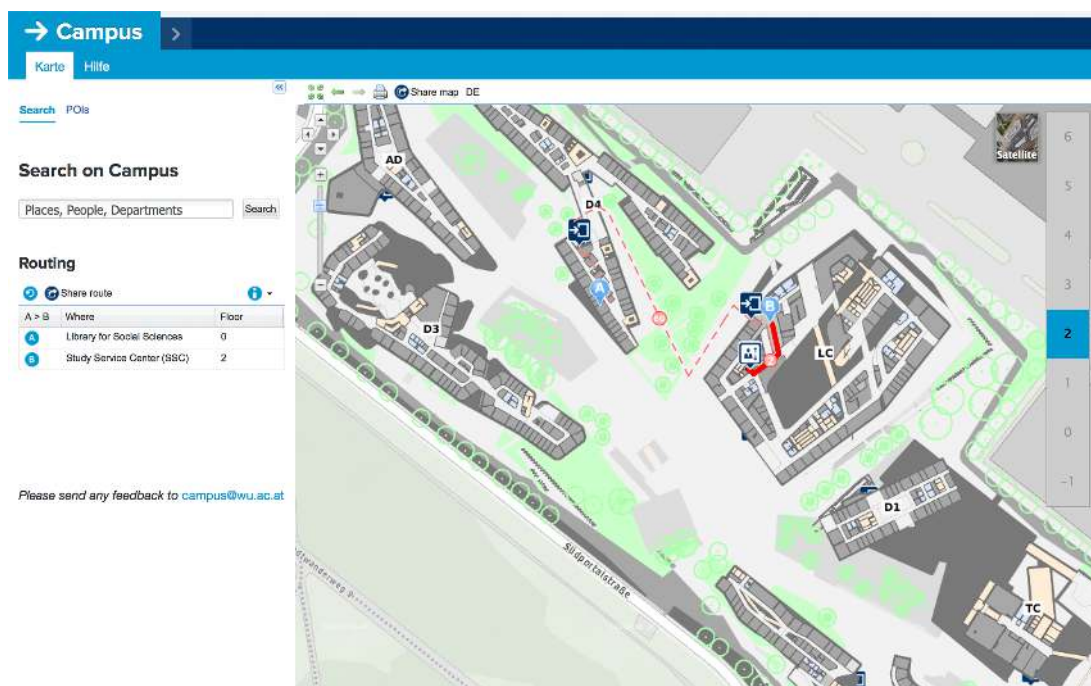 → Campus >
Karte Hilfe
«
Share map DE
Search POIs
Search on Campus
Places, People, Departments Search
Routing
Share route i
A > B Where Floor
A Library for Social Sciences 0
B Study Service Center (SSC) 2
Please send any feedback to campus@wu.ac.at
Satellite
6
5
4
3
2
1
0
-1
AD
D4
A
B
D3
LC
D1
TC
Südportalstraße